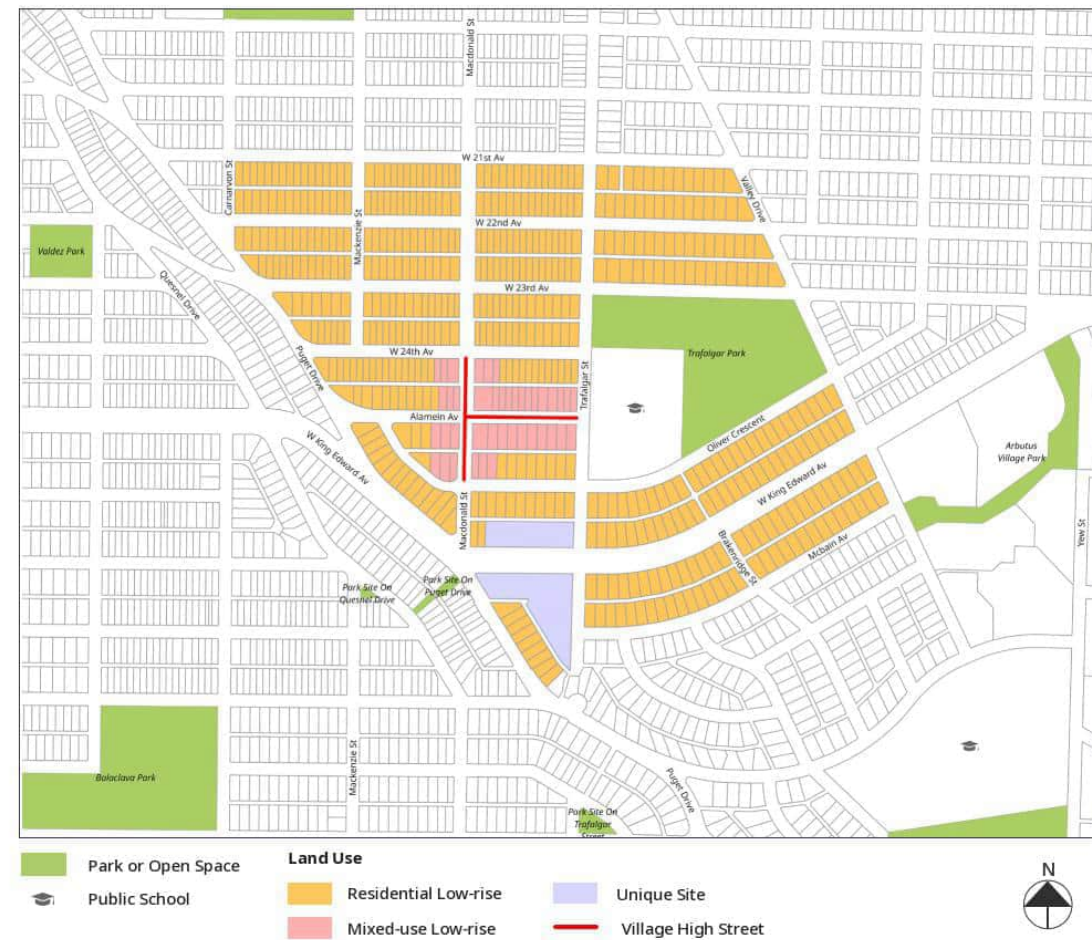 Macdonald St
W 21st Av
Carnarvon St
Valley Drive
Mackenzie St
W 22nd Av
Valdez Park
Quesnel Drive
W 23rd Av
Puget Drive
W 24th Av
Trafalgar Park
Trafalgar St
Alamein Av
Oliver Crescent
Arbutus
Village Park
W King Edward Av
W King Edward Av
Macdonald St
Yew St
Brakenridge St
Mcbain Av
Park Site On
Quesnel Drive
Park Site On
Puget Drive
Mackenzie St
Balaclava Park
Puget Drive
Park Site On
Trafalgar
Street
Park or Open Space
Public School
Land Use
Residential Low-rise
Mixed-use Low-rise
Unique Site
Village High Street
N